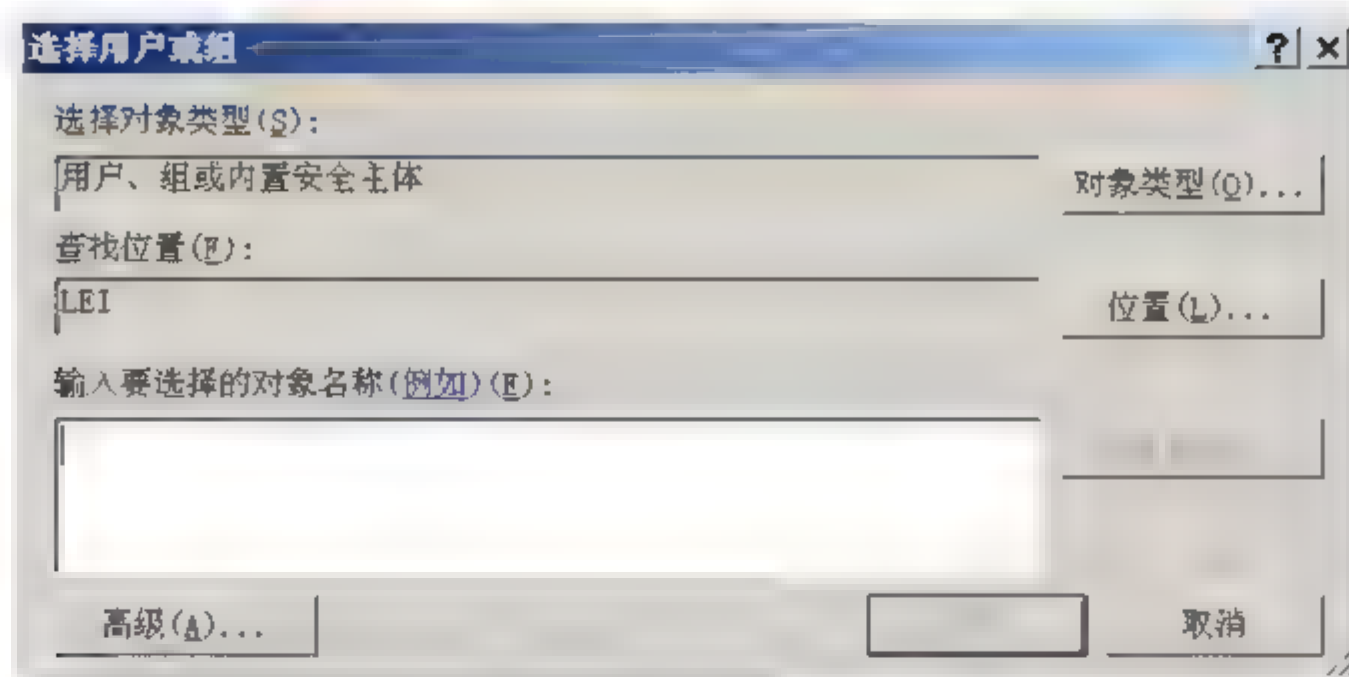 选择用户或组
选择对象类型(S):
用户、组或内置安全主体
对象类型(O)...
查找位置(F):
LEI
位置(L)...
输入要选择的对象名称(例如)(E):
高级(A)...
取消